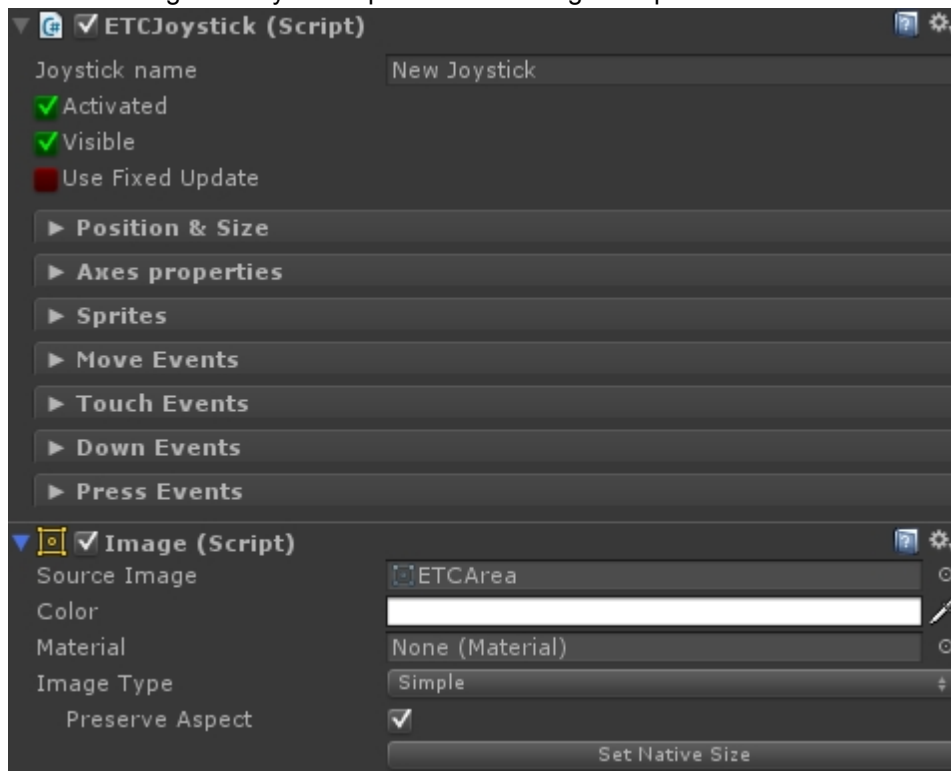 ETCJoystick (Script)
Joystick name New Joystick
Activated
Visible
Use Fixed Update
Position & Size
Axes properties
Sprites
Move Events
Touch Events
Down Events
Press Events
Image (Script)
Source Image ETCArea
Color
Material None (Material)
Image Type Simple
Preserve Aspect
Set Native Size